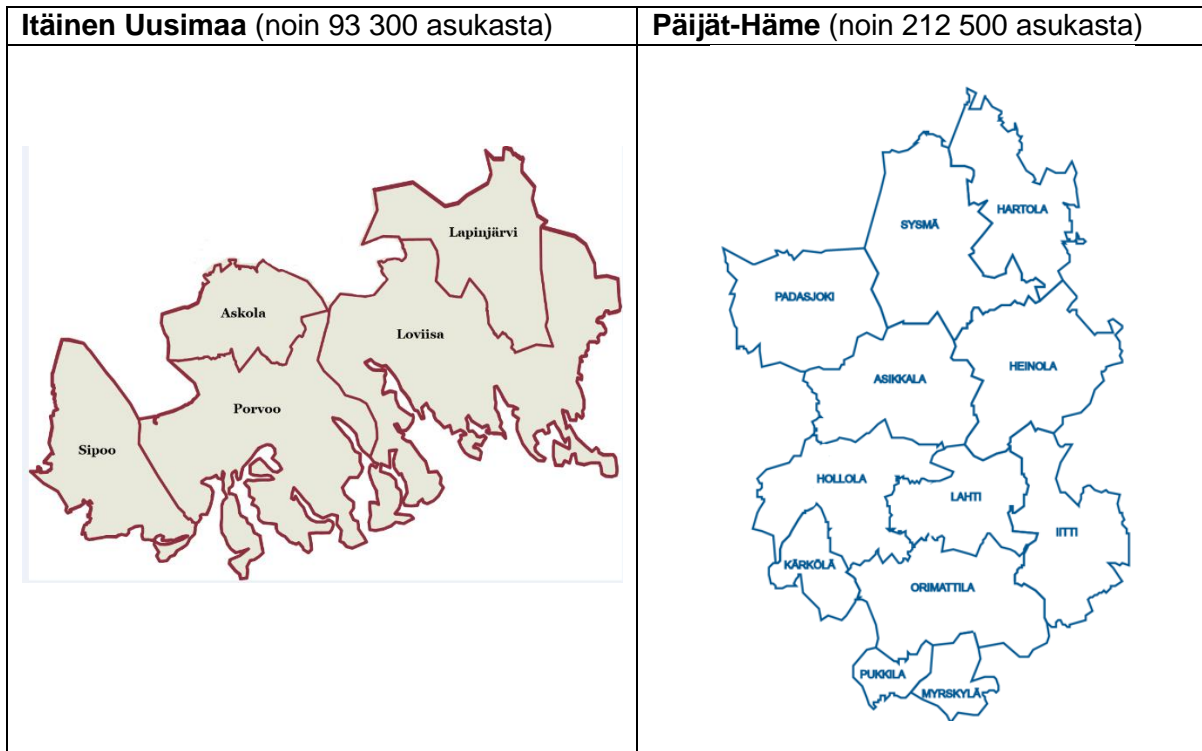 Itäinen Uusimaa (noin 93 300 asukasta)
Lapinjärvi
Askola
Loviisa
Porvoo
Sipoo
Päijät-Häme (noin 212 500 asukasta)
HARTOLA
SYSMÄ
PADASJOKI
HEINOLA
ASIKKALA
HOLLOLA
LAHTI
IITTI
KÄRKÖLÄ
ORIMATTILA
PUKKILA
MYRSKYLÄ